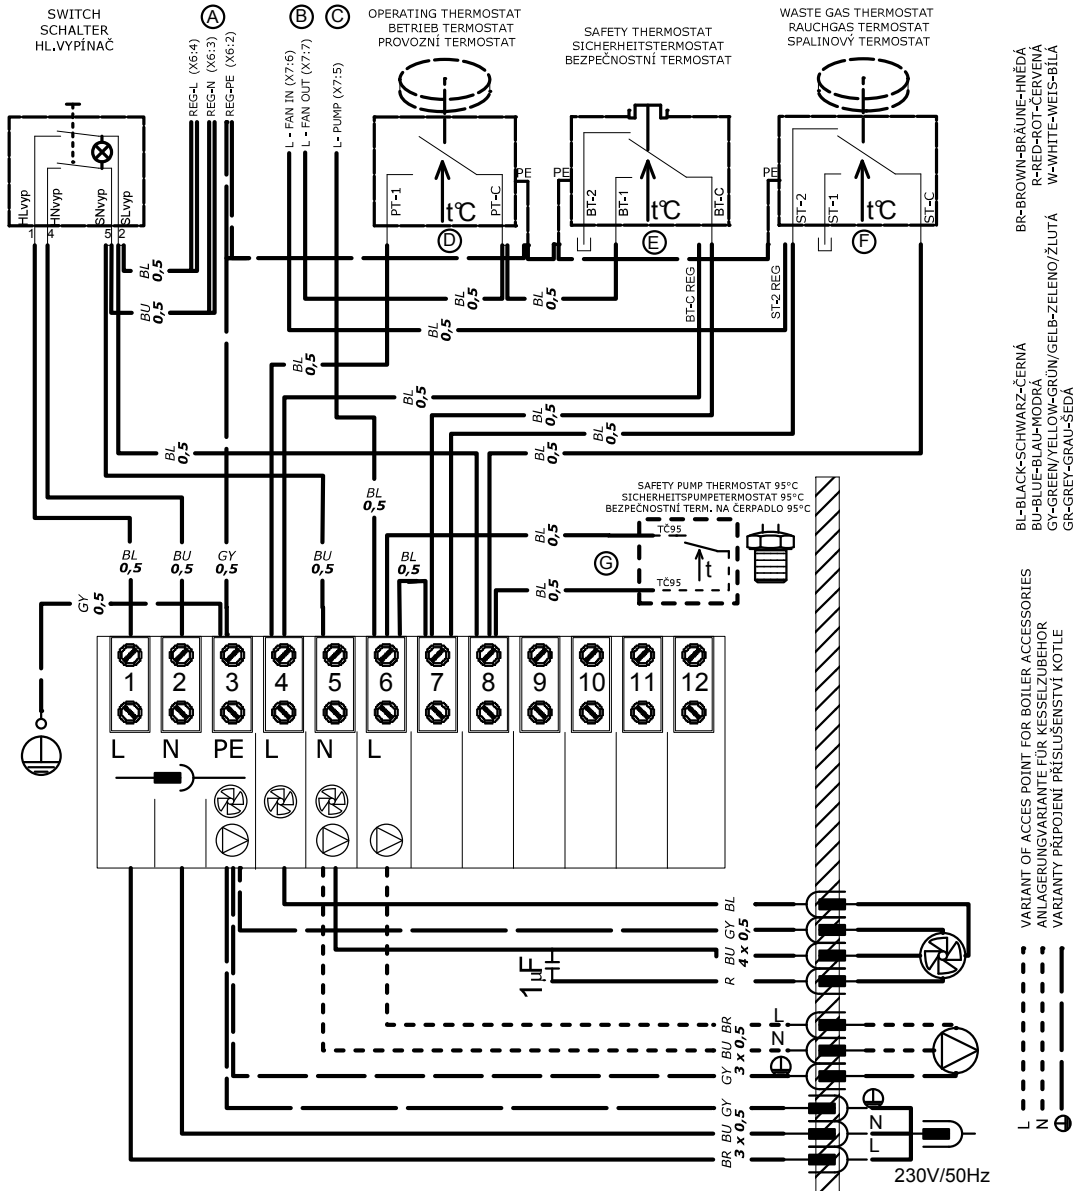 SWITCH
SCHALTER
HL.VYPÍNAČ
A
B
C
REG-L (X6:4)
REG-N (X6:3)
REG-PE (X6:2)
L - FAN IN (X7:6)
L - FAN OUT (X7:7)
L- PUMP (X7:5)
OPERATING THERMOSTAT
BETRIEB TERMOSTAT
PROVOZNÍ TERMOSTAT
SAFETY THERMOSTAT
SICHERHEITSTERMOSTAT
BEZPEČNOSTNÍ TERMOSTAT
WASTE GAS THERMOSTAT
RAUCHGAS TERMOSTAT
SPALINOVÝ TERMOSTAT
HLvyp
HNvyp
SNvyp
SLvyp
1
4
5
2
PT-1
PT-C
t°C
D
PE
PE
BT-2
BT-1
BT-C
t°C
E
PE
ST-2
ST-1
ST-C
t°C
F
BL
0,5
BU
0,5
BL
0,5
BL
0,5
BL
0,5
BT-C REG
ST-2 REG
BL
0,5
BL
0,5
BL
0,5
BL
0,5
BL
0,5
BL
0,5
BL
0,5
SAFETY PUMP THERMOSTAT 95°C
SICHERHEITSPUMPETERMOSTAT 95°C
BEZPEČNOSTNÍ TERM. NA ČERPADLO 95°C
TČ95
TČ95
t
G
BL
0,5
BL
0,5
BL
0,5
BL
0,5
BU
0,5
GY
0,5
BU
0,5
BL
0,5
GY
0,5
1
2
3
4
5
6
7
8
9
10
11
12
L
N
PE
L
N
L
BL
GY
BU
R
4 x 0,5
1µF
BR
BU
GY
3 x 0,5
L
N
GY
BU
BR
3 x 0,5
N
L
230V/50Hz
BR-BROWN-BRÄUNE-HNĚDÁ
R-RED-ROT-ČERVENÁ
W-WHITE-WEIS-BÍLÁ
BL-BLACK-SCHWARZ-ČERNÁ
BU-BLUE-BLAU-MODRÁ
GY-GREEN/YELLOW-GRÜN/GELB-ZELENO/ŽLUTÁ
GR-GREY-GRAU-ŠEDÁ
VARIANT OF ACCES POINT FOR BOILER ACCESSORIES
ANLAGERUNGVARIANTE FÜR KESSELZUBEHOR
VARIANTY PŘIPOJENÍ PŘÍSLUŠENSTVÍ KOTLE
L
N